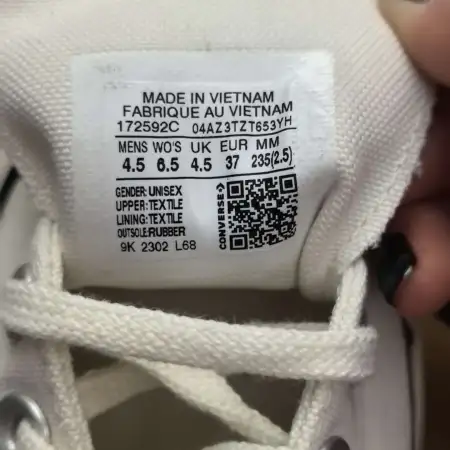 MADE IN VIETNAM
FABRIQUE AU VIETNAM
172592C 04AZ3TZT653YH
MENS WO'S UK EUR MM
4.5 6.5 4.5 37 235(2.5)
GENDER: UNISEX
UPPER: TEXTILE
LINING: TEXTILE
OUTSOLE: RUBBER
9K 2302 L68
CONVERSE